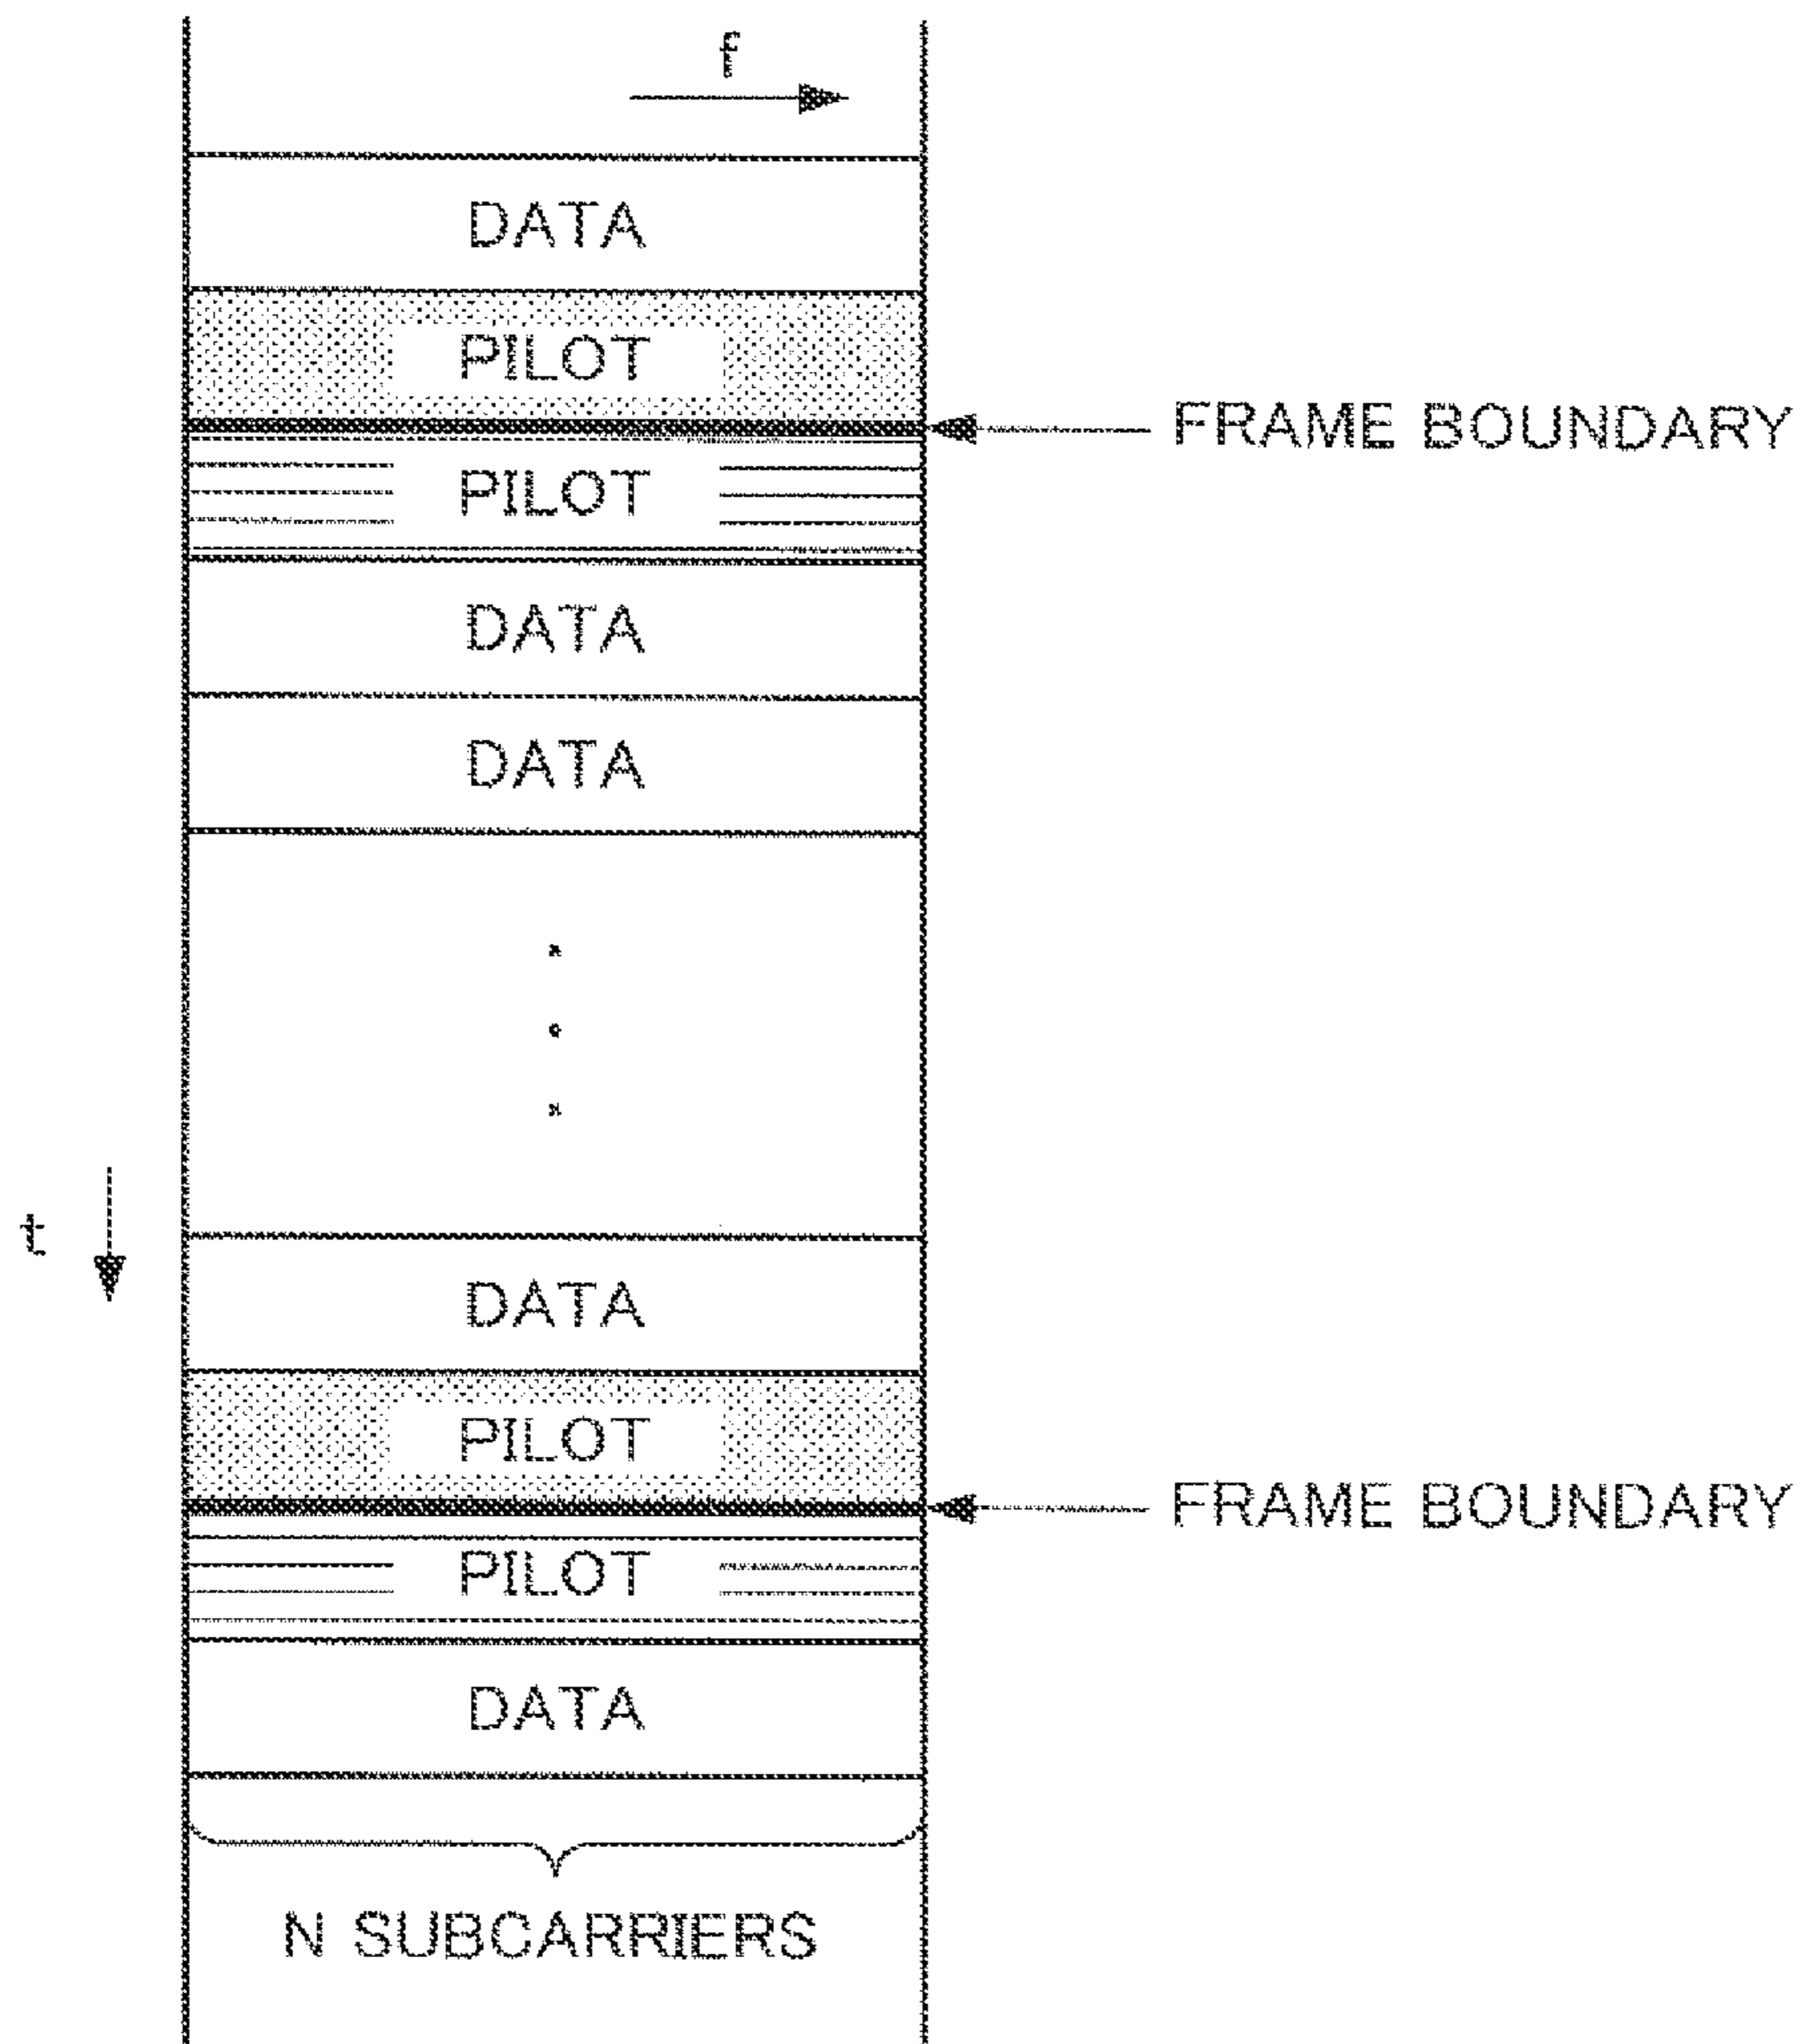 f
DATA
PILOT
FRAME BOUNDARY
PILOT
DATA
DATA
t
DATA
PILOT
FRAME BOUNDARY
PILOT
DATA
N SUBCARRIERS